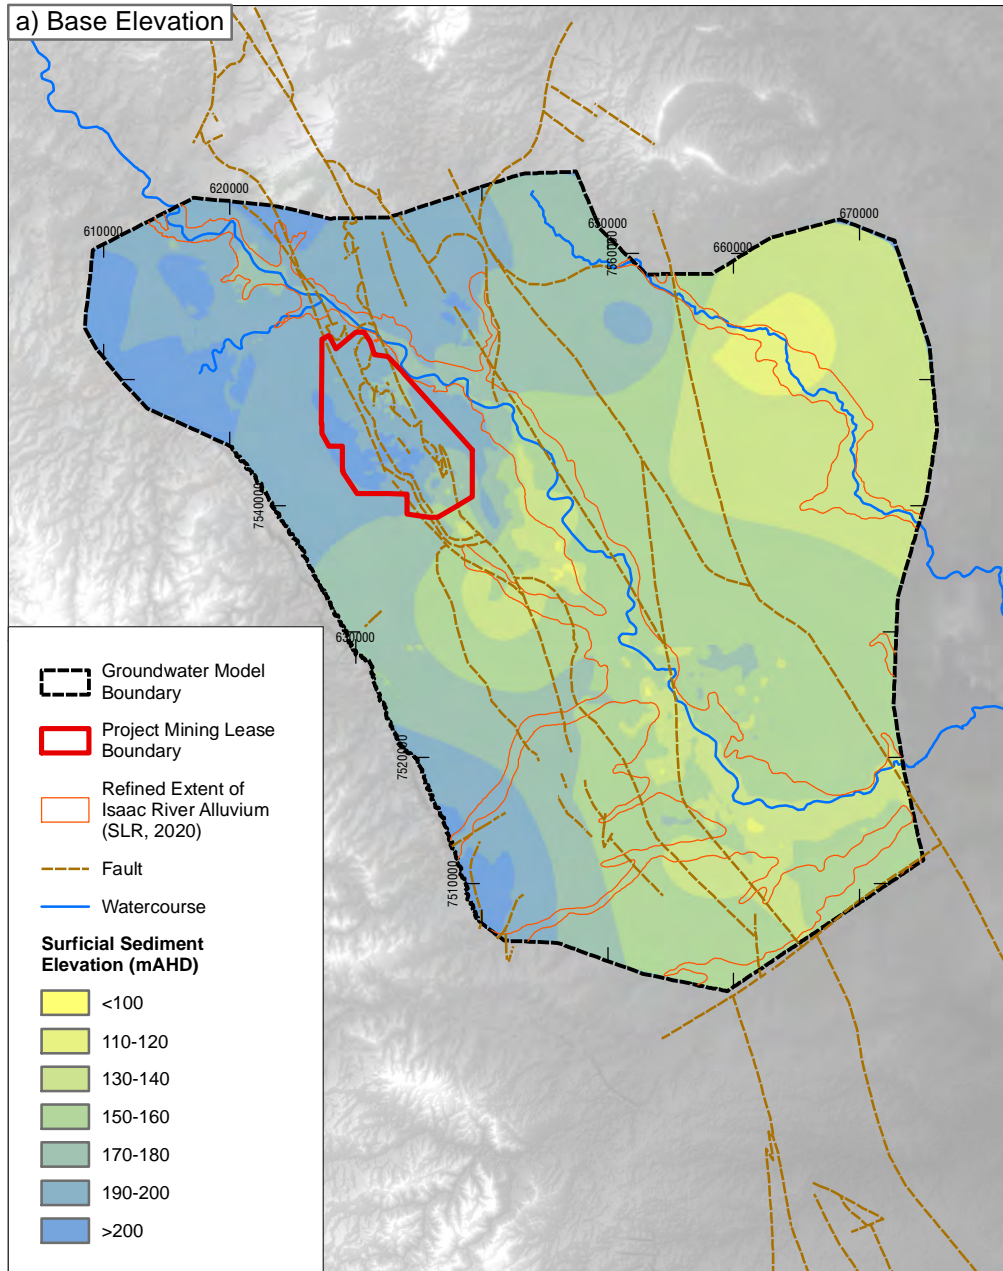 a) Base Elevation
620000
610000
650000
670000
7560000
660000
7540000
630000
7520000
7510000
Groundwater Model
Boundary
Project Mining Lease
Boundary
Refined Extent of
Isaac River Alluvium
(SLR, 2020)
Fault
Watercourse
Surficial Sediment
Elevation (mAHD)
<100
110-120
130-140
150-160
170-180
190-200
>200